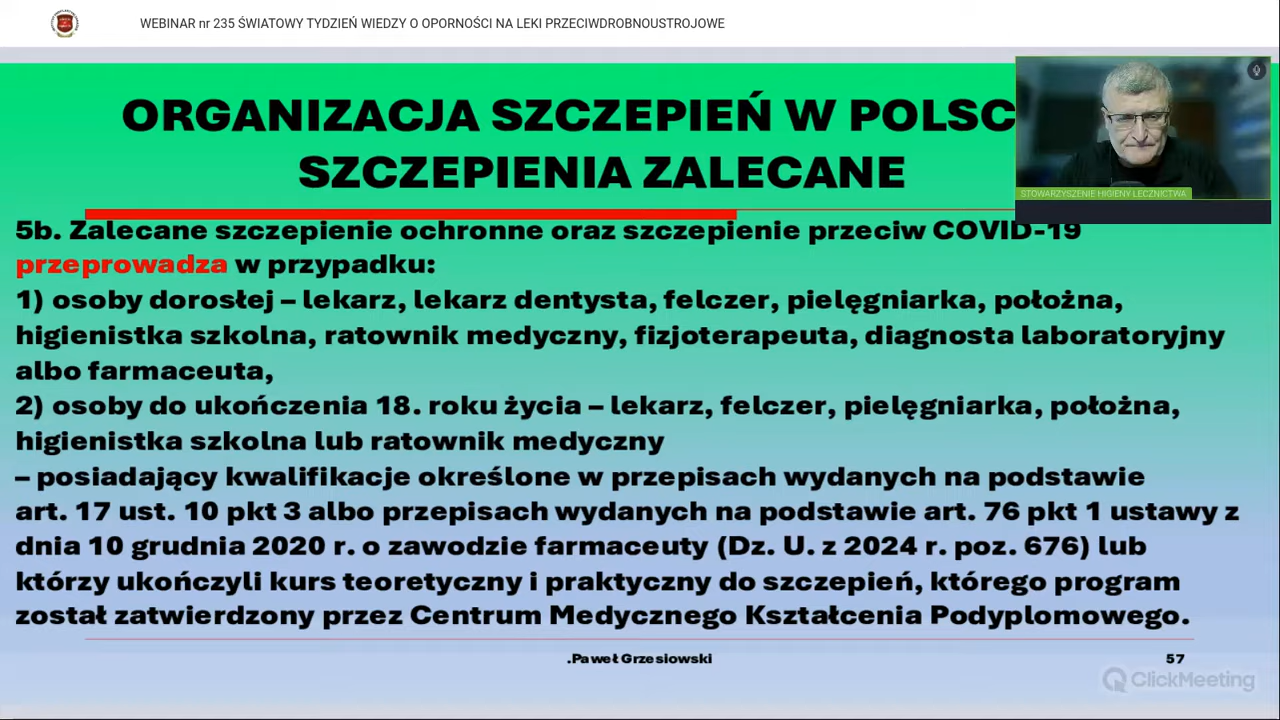 WEBINAR nr 235 ŚWIATOWY TYDZIEŃ WIEDZY O OPORNOŚCI NA LEKI PRZECIWDROBNOUSTROJOWE
ORGANIZACJA SZCZEPIEŃ W POLSC
SZCZEPIENIA ZALECANE
STOWARZYSZENIE HIGIENY LECZNICTWA
5b. Zalecane szczepienie ochronne oraz szczepienie przeciw COVID-19
przeprowadza w przypadku:
1) osoby dorosłej – lekarz, lekarz dentysta, felczer, pielęgniarka, położna,
higienistka szkolna, ratownik medyczny, fizjoterapeuta, diagnosta laboratoryjny
albo farmaceuta,
2) osoby do ukończenia 18. roku życia – lekarz, felczer, pielęgniarka, położna,
higienistka szkolna lub ratownik medyczny
– posiadający kwalifikacje określone w przepisach wydanych na podstawie
art. 17 ust. 10 pkt 3 albo przepisach wydanych na podstawie art. 76 pkt 1 ustawy z
dnia 10 grudnia 2020 r. o zawodzie farmaceuty (Dz. U. z 2024 r. poz. 676) lub
którzy ukończyli kurs teoretyczny i praktyczny do szczepień, którego program
został zatwierdzony przez Centrum Medycznego Kształcenia Podyplomowego.
.Paweł Grzesiowski
57
ClickMeeting